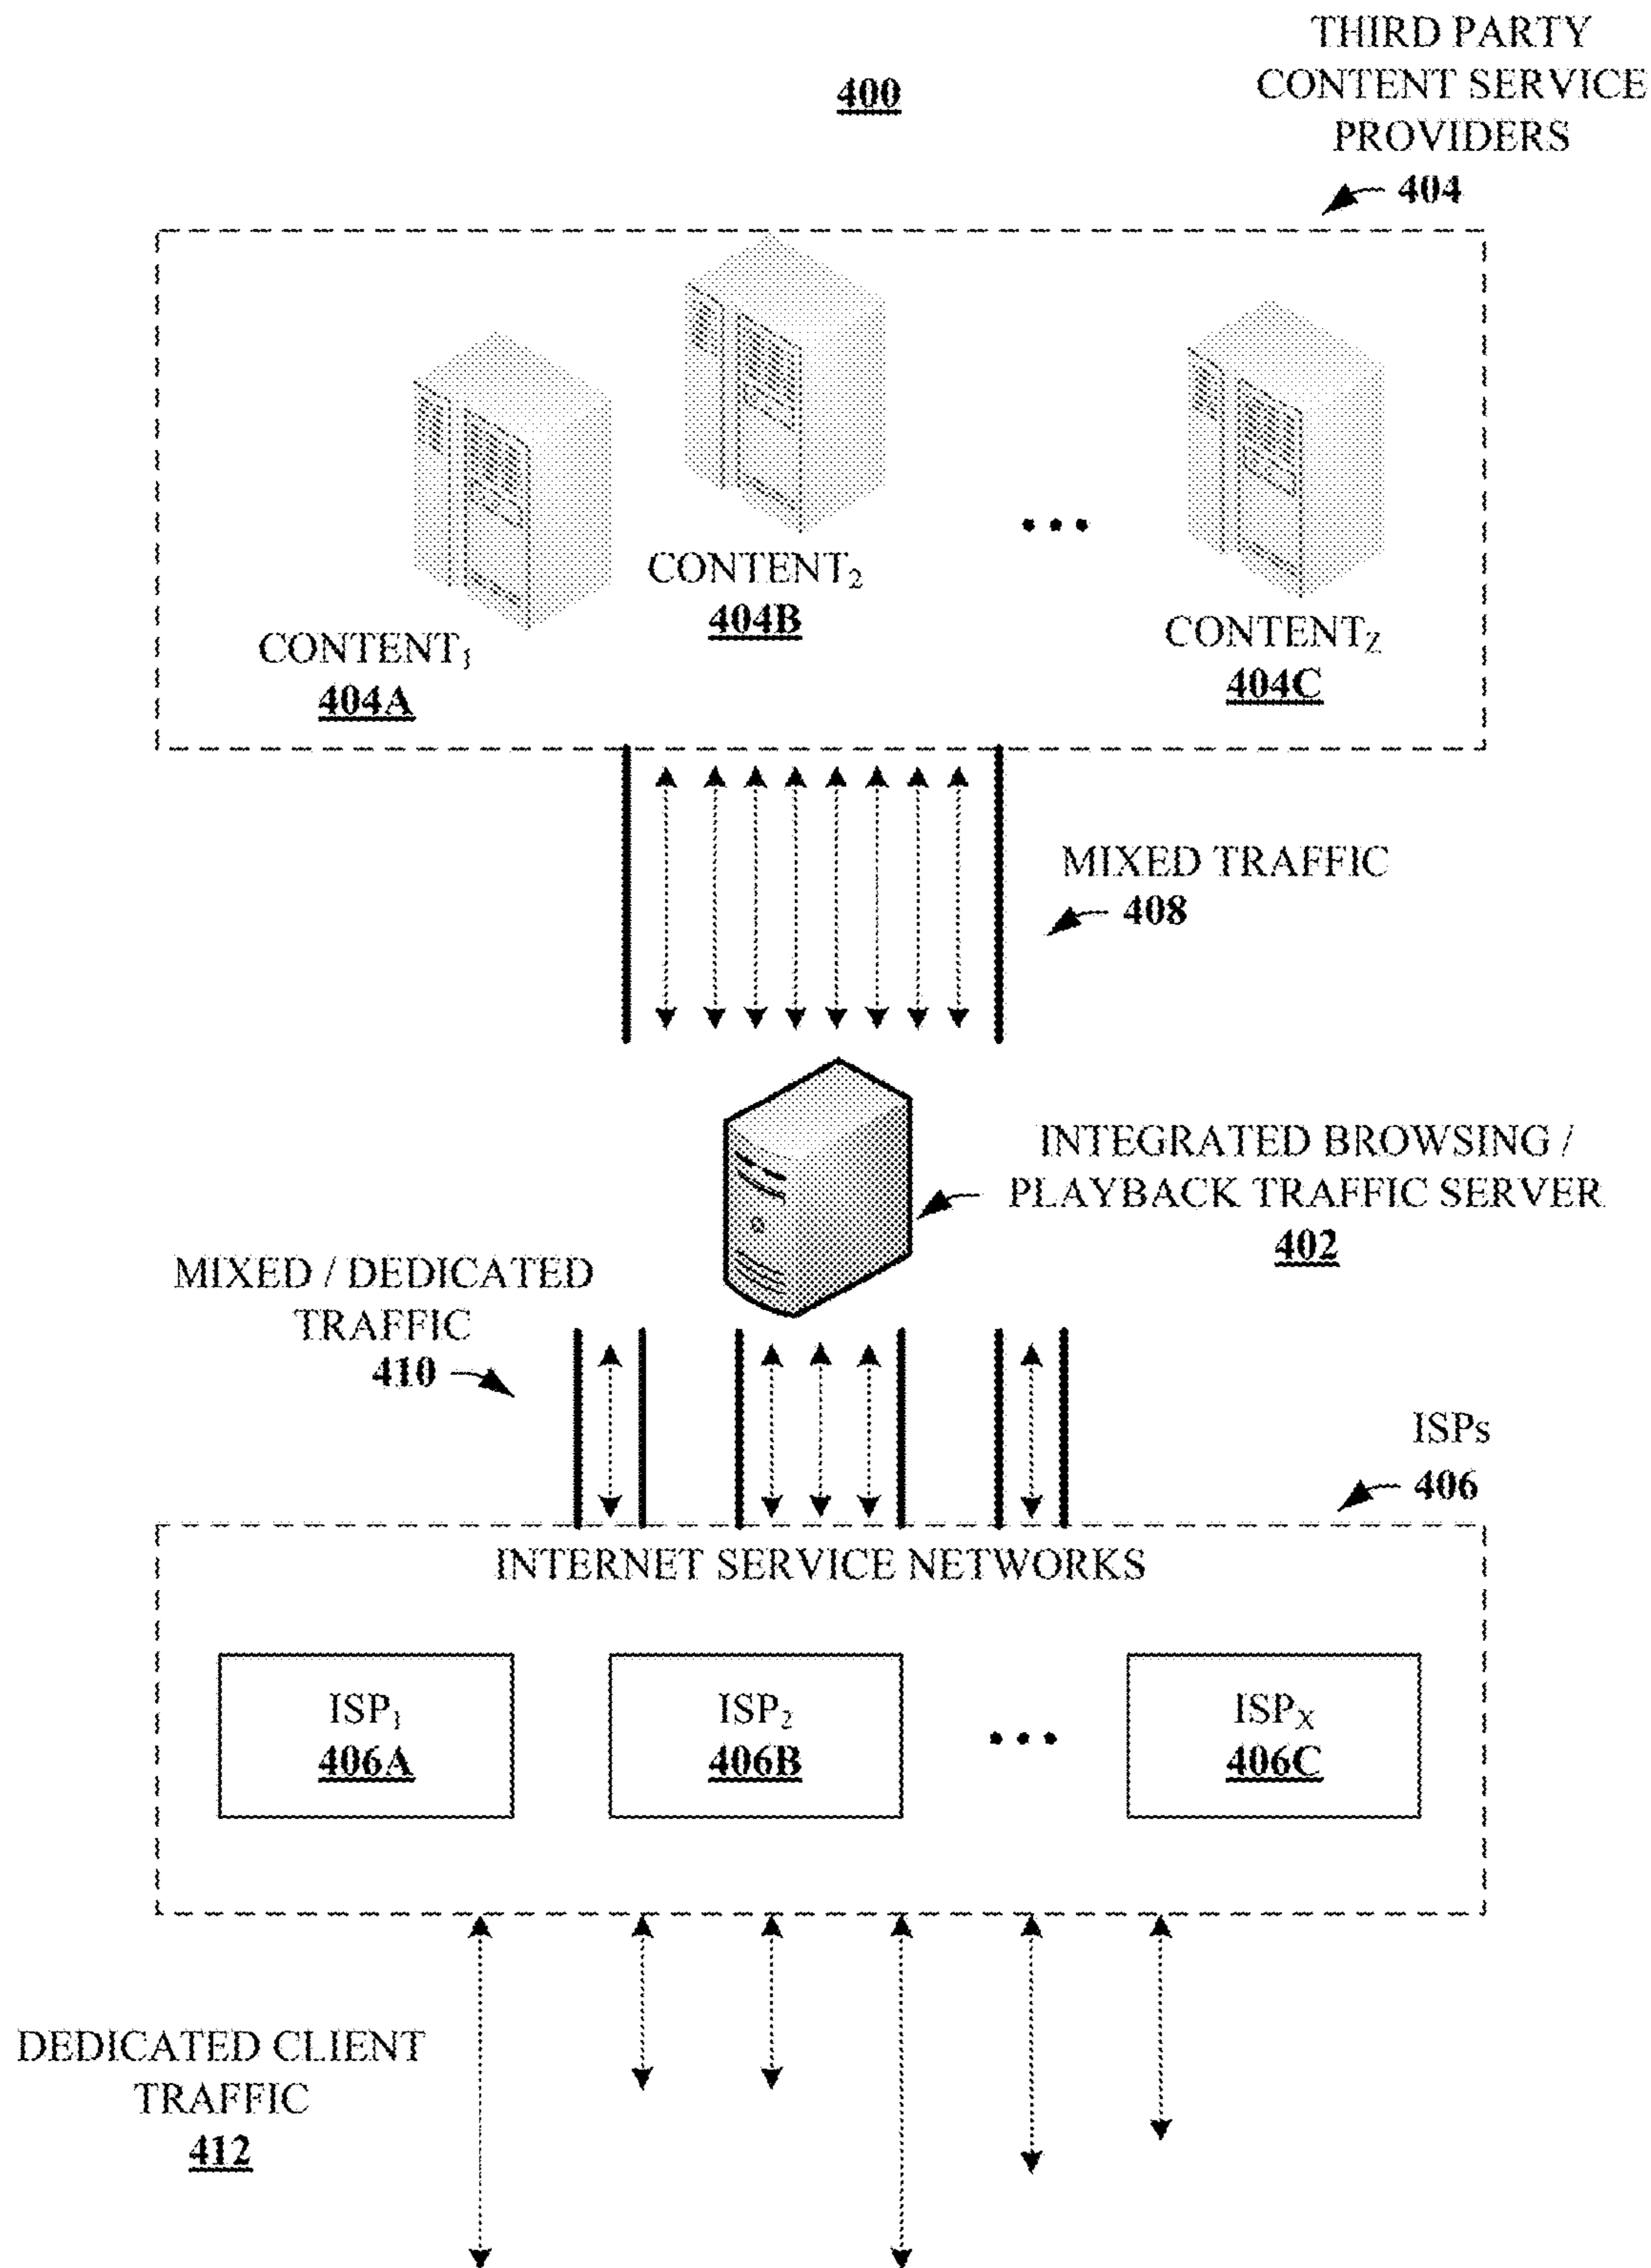 THIRD PARTY
CONTENT SERVICE
PROVIDERS
404
400
CONTENT₁
404A
CONTENT₂
404B
CONTENT_Z
404C
MIXED TRAFFIC
408
INTEGRATED BROWSING /
PLAYBACK TRAFFIC SERVER
402
MIXED / DEDICATED
TRAFFIC
410
ISPs
406
INTERNET SERVICE NETWORKS
ISP₁
406A
ISP₂
406B
ISPₓ
406C
DEDICATED CLIENT
TRAFFIC
412